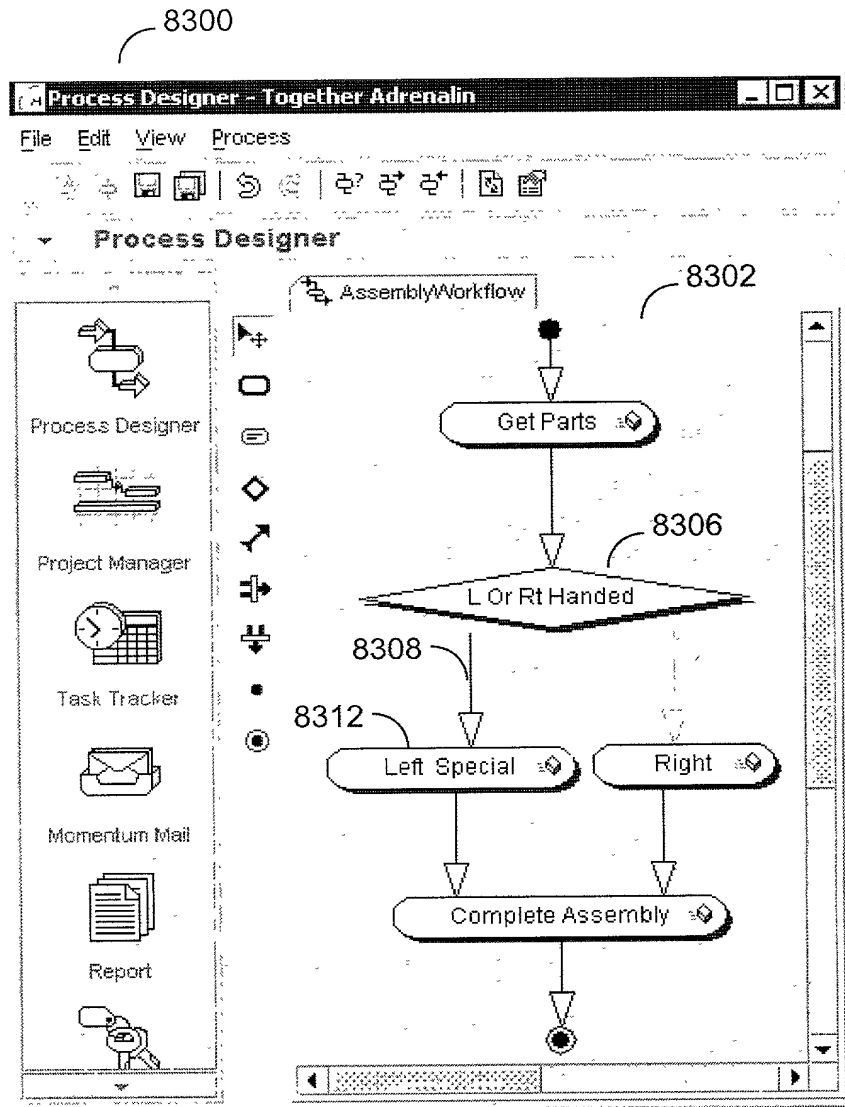 8300
Process Designer - Together Adrenalin
File Edit View Process
Process Designer
AssemblyWorkflow
8302
Process Designer
Get Parts
Project Manager
8306
L Or Rt Handed
8308
Task Tracker
8312
Left Special
Right
Momentum Mail
Complete Assembly
Report